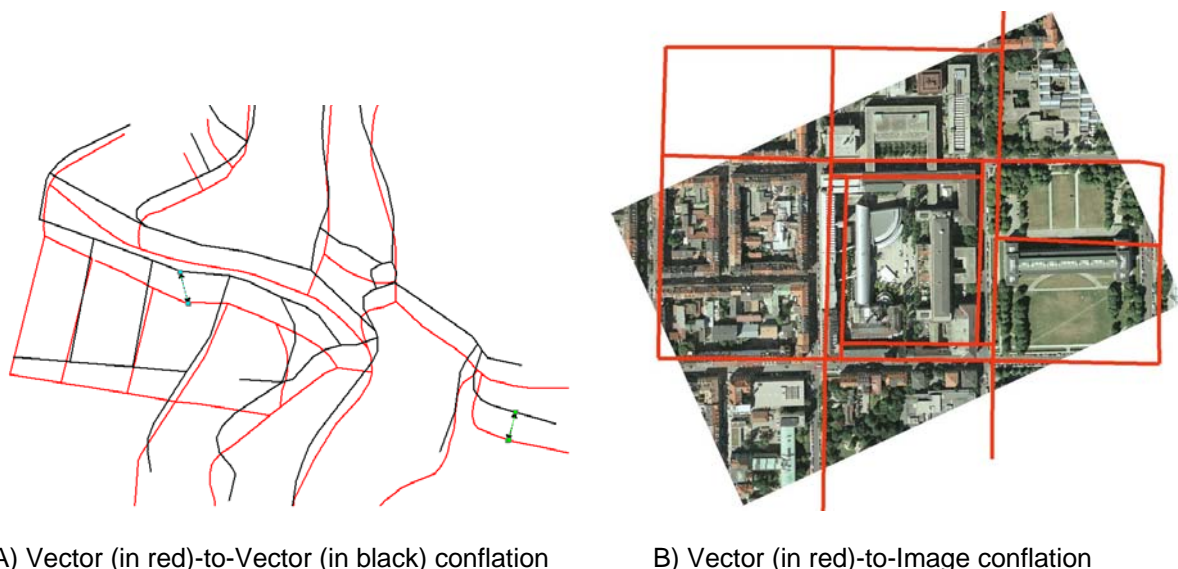 A) Vector (in red)-to-Vector (in black) conflation
B) Vector (in red)-to-Image conflation